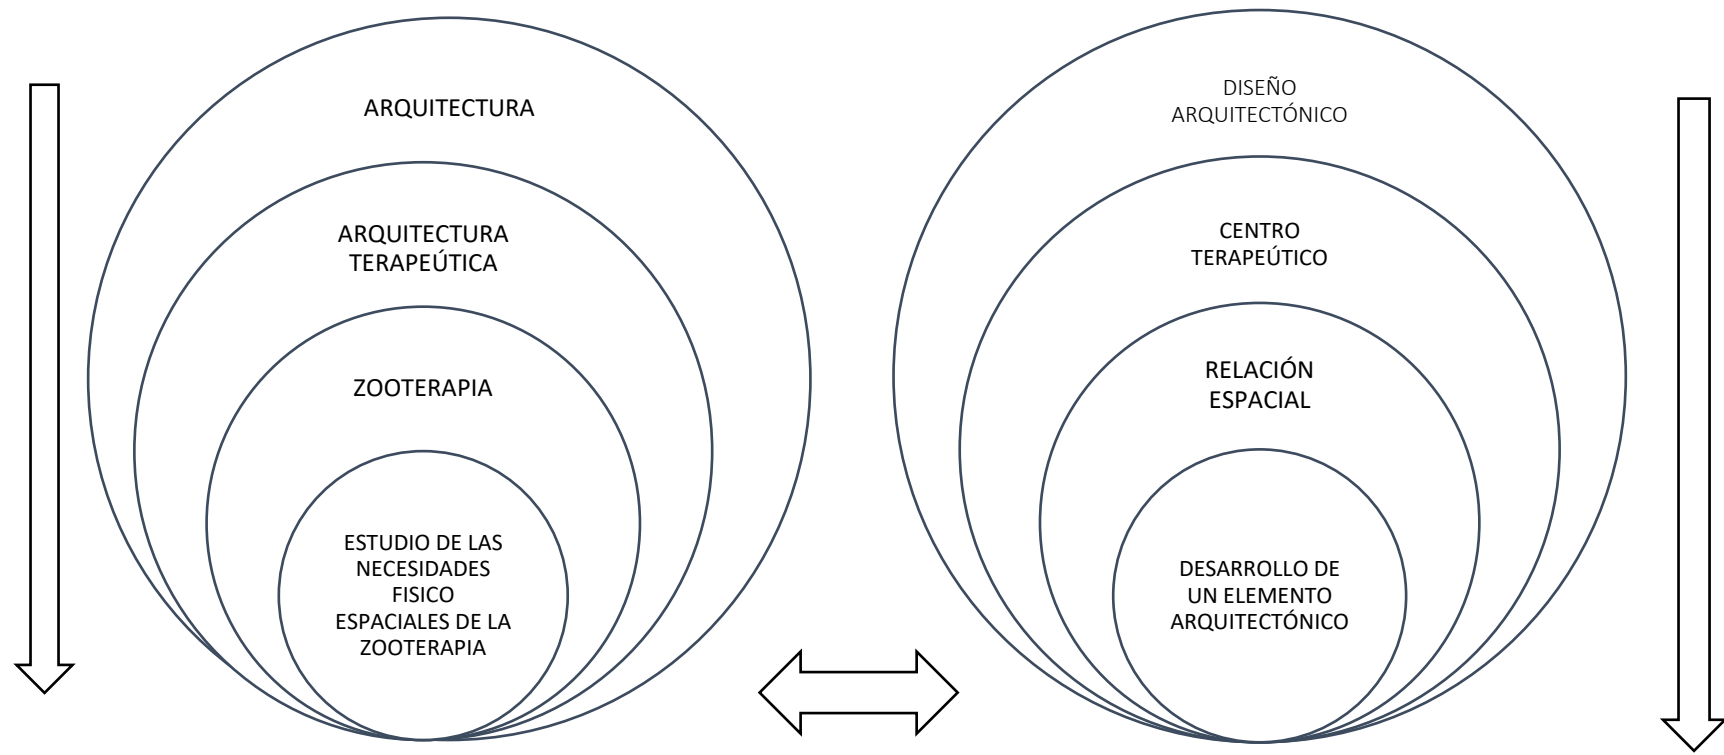 ARQUITECTURA
ARQUITECTURA
TERAPEÚTICA
ZOOTERAPIA
ESTUDIO DE LAS
NECESIDADES
FISICO
ESPACIALES DE LA
ZOOTERAPIA
DISEÑO
ARQUITECTÓNICO
CENTRO
TERAPEÚTICO
RELACIÓN
ESPACIAL
DESARROLLO DE
UN ELEMENTO
ARQUITECTÓNICO